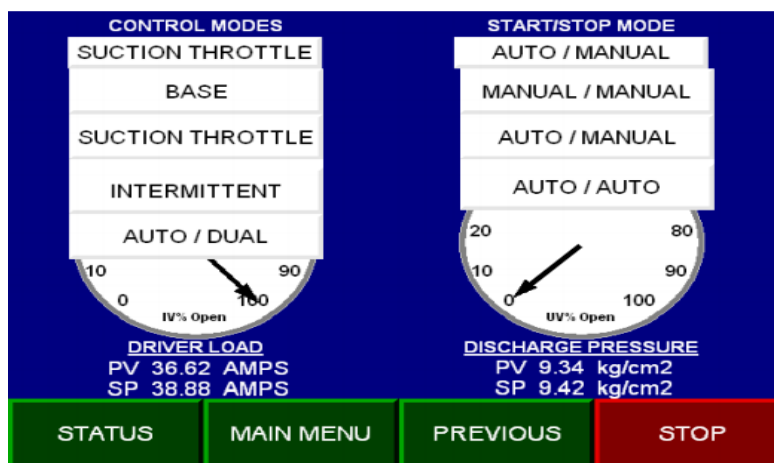 CONTROL MODES
SUCTION THROTTLE
BASE
SUCTION THROTTLE
INTERMITTENT
AUTO / DUAL
10
90
0
100
IV% Open
DRIVER LOAD
PV 36.62 AMPS
SP 38.88 AMPS
START/STOP MODE
AUTO / MANUAL
MANUAL / MANUAL
AUTO / MANUAL
AUTO / AUTO
20
80
10
90
0
100
UV% Open
DISCHARGE PRESSURE
PV 9.34 kg/cm2
SP 9.42 kg/cm2
STATUS
MAIN MENU
PREVIOUS
STOP